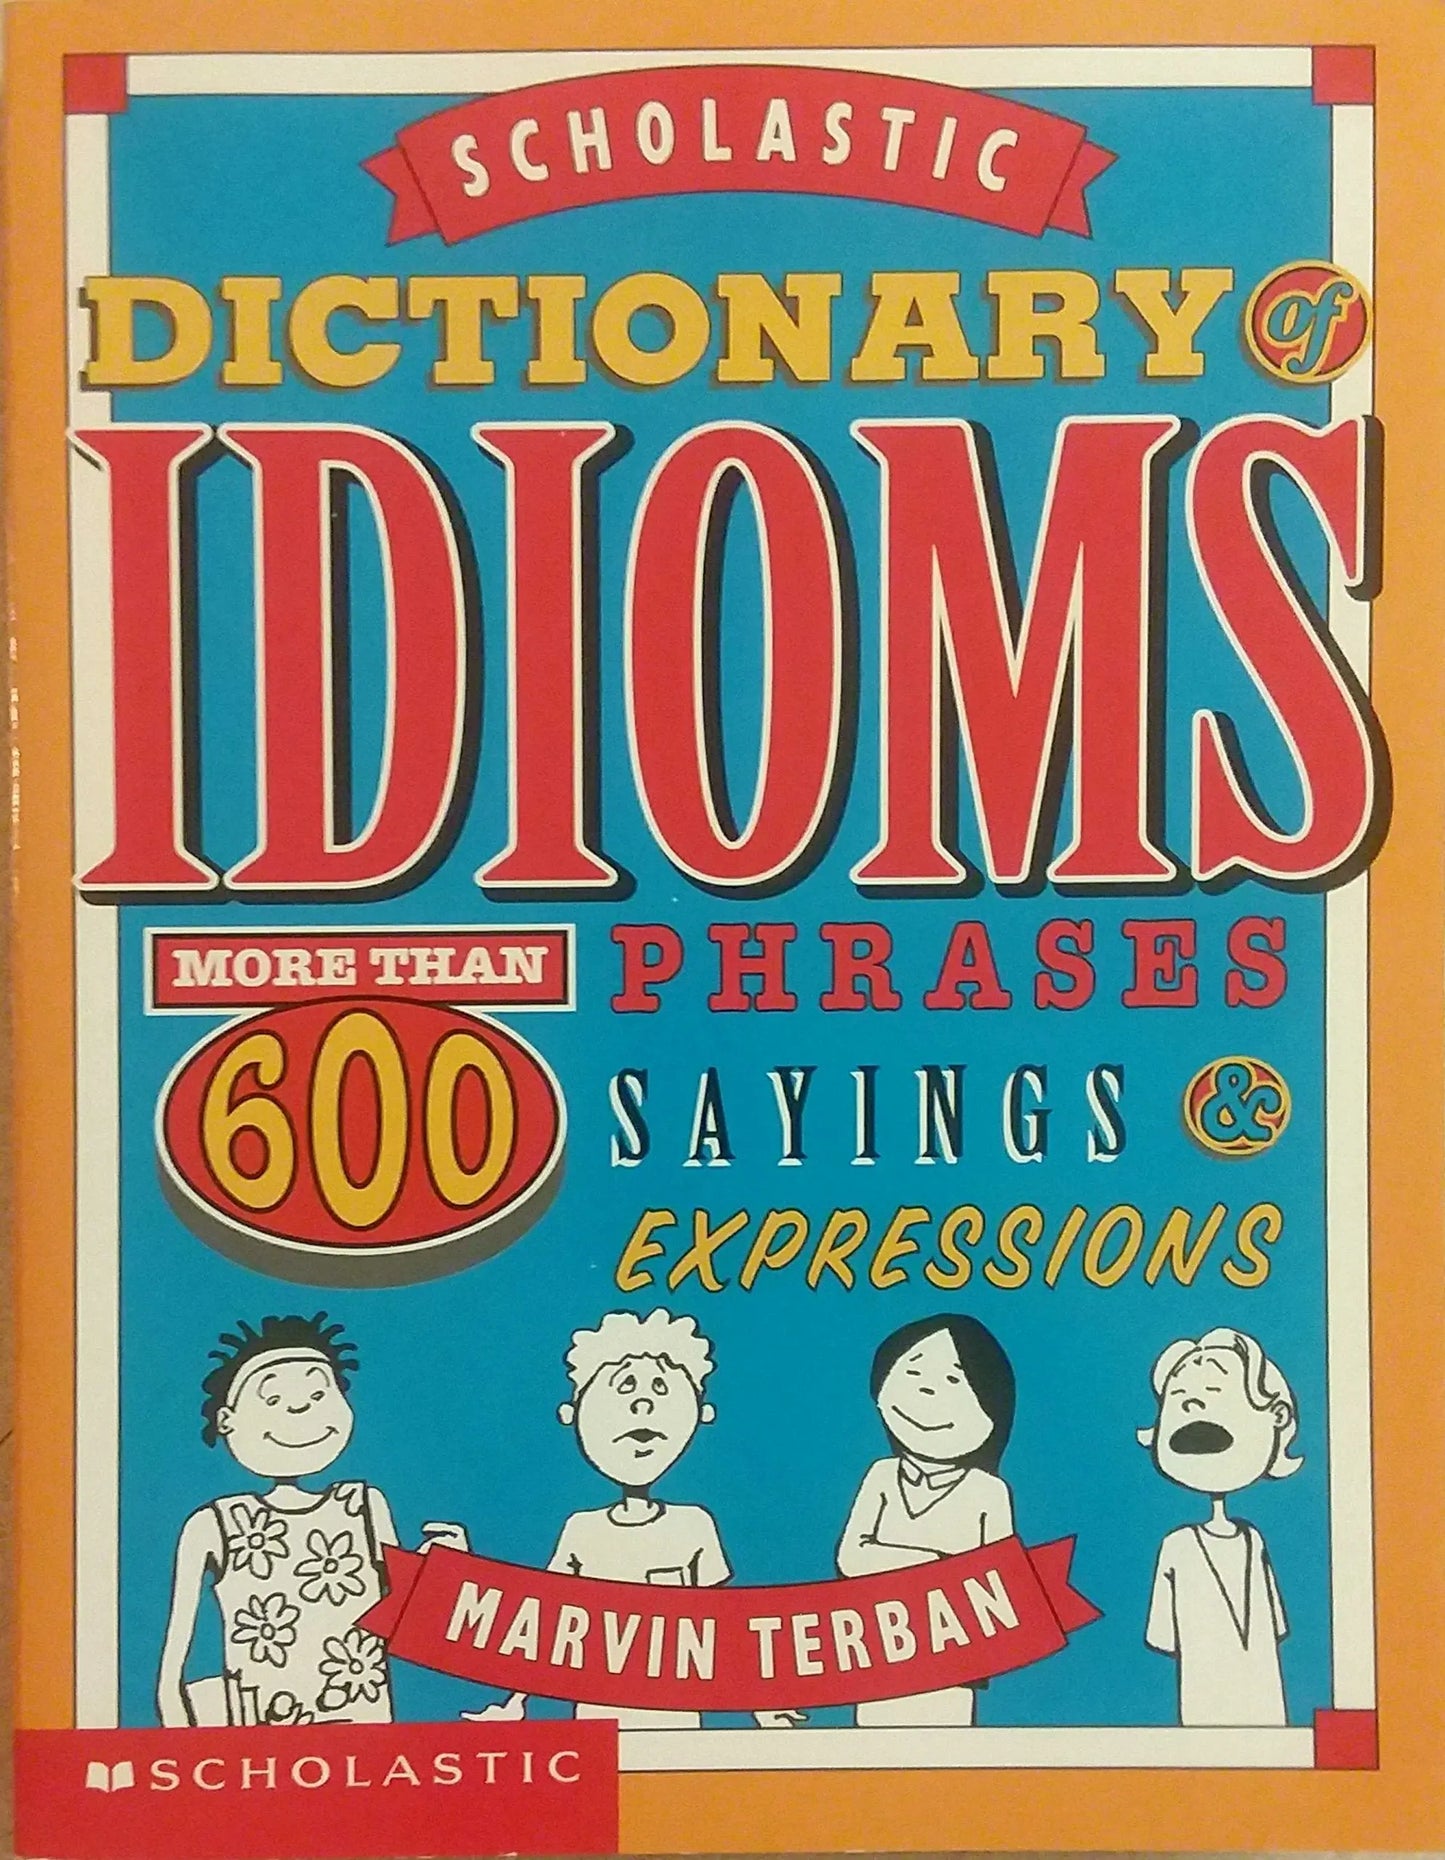 SCHOLASTIC
DICTIONARY of
IDIOMS
MORE THAN
600
PHRASES
SAYINGS &
EXPRESSIONS
MARVIN TERBAN
SCHOLASTIC